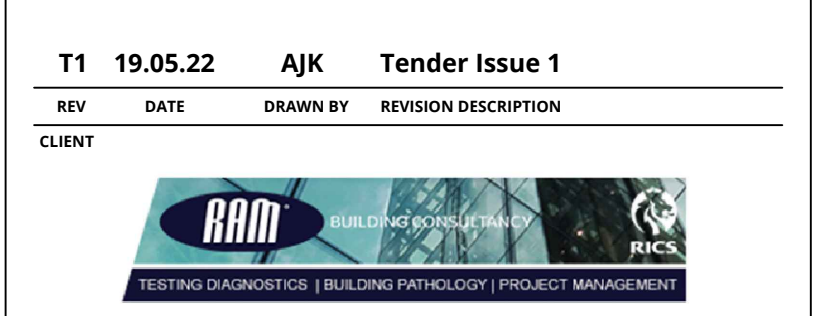 T1 19.05.22 AJK Tender Issue 1
REV DATE DRAWN BY REVISION DESCRIPTION
CLIENT
RAM BUILDING CONSULTANCY
RICS
TESTING DIAGNOSTICS | BUILDING PATHOLOGY | PROJECT MANAGEMENT